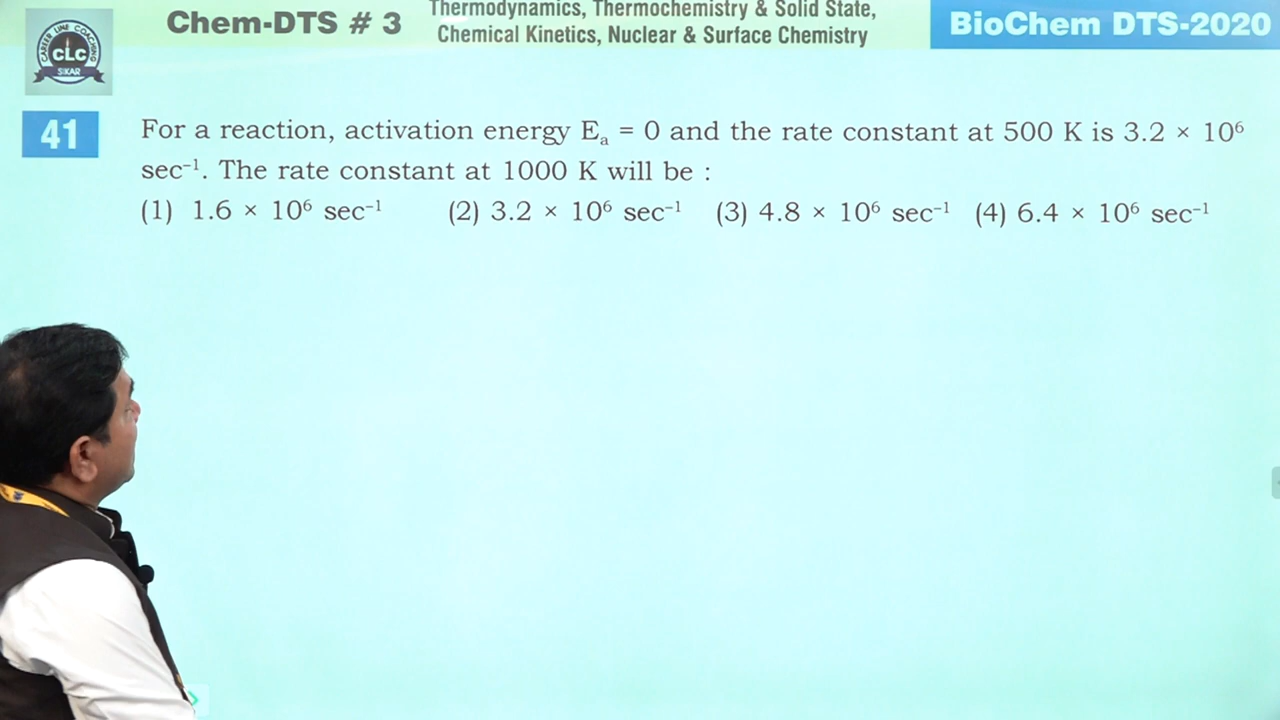 Chem-DTS # 3
Thermodynamics, Thermochemistry & Solid State,
Chemical Kinetics, Nuclear & Surface Chemistry
BioChem DTS-2020
CAREER LINE COACHING
CLC
SIKAR
41
For a reaction, activation energy Eₐ = 0 and the rate constant at 500 K is 3.2 × 10⁶
sec⁻¹. The rate constant at 1000 K will be :
(1) 1.6 × 10⁶ sec⁻¹ (2) 3.2 × 10⁶ sec⁻¹ (3) 4.8 × 10⁶ sec⁻¹ (4) 6.4 × 10⁶ sec⁻¹